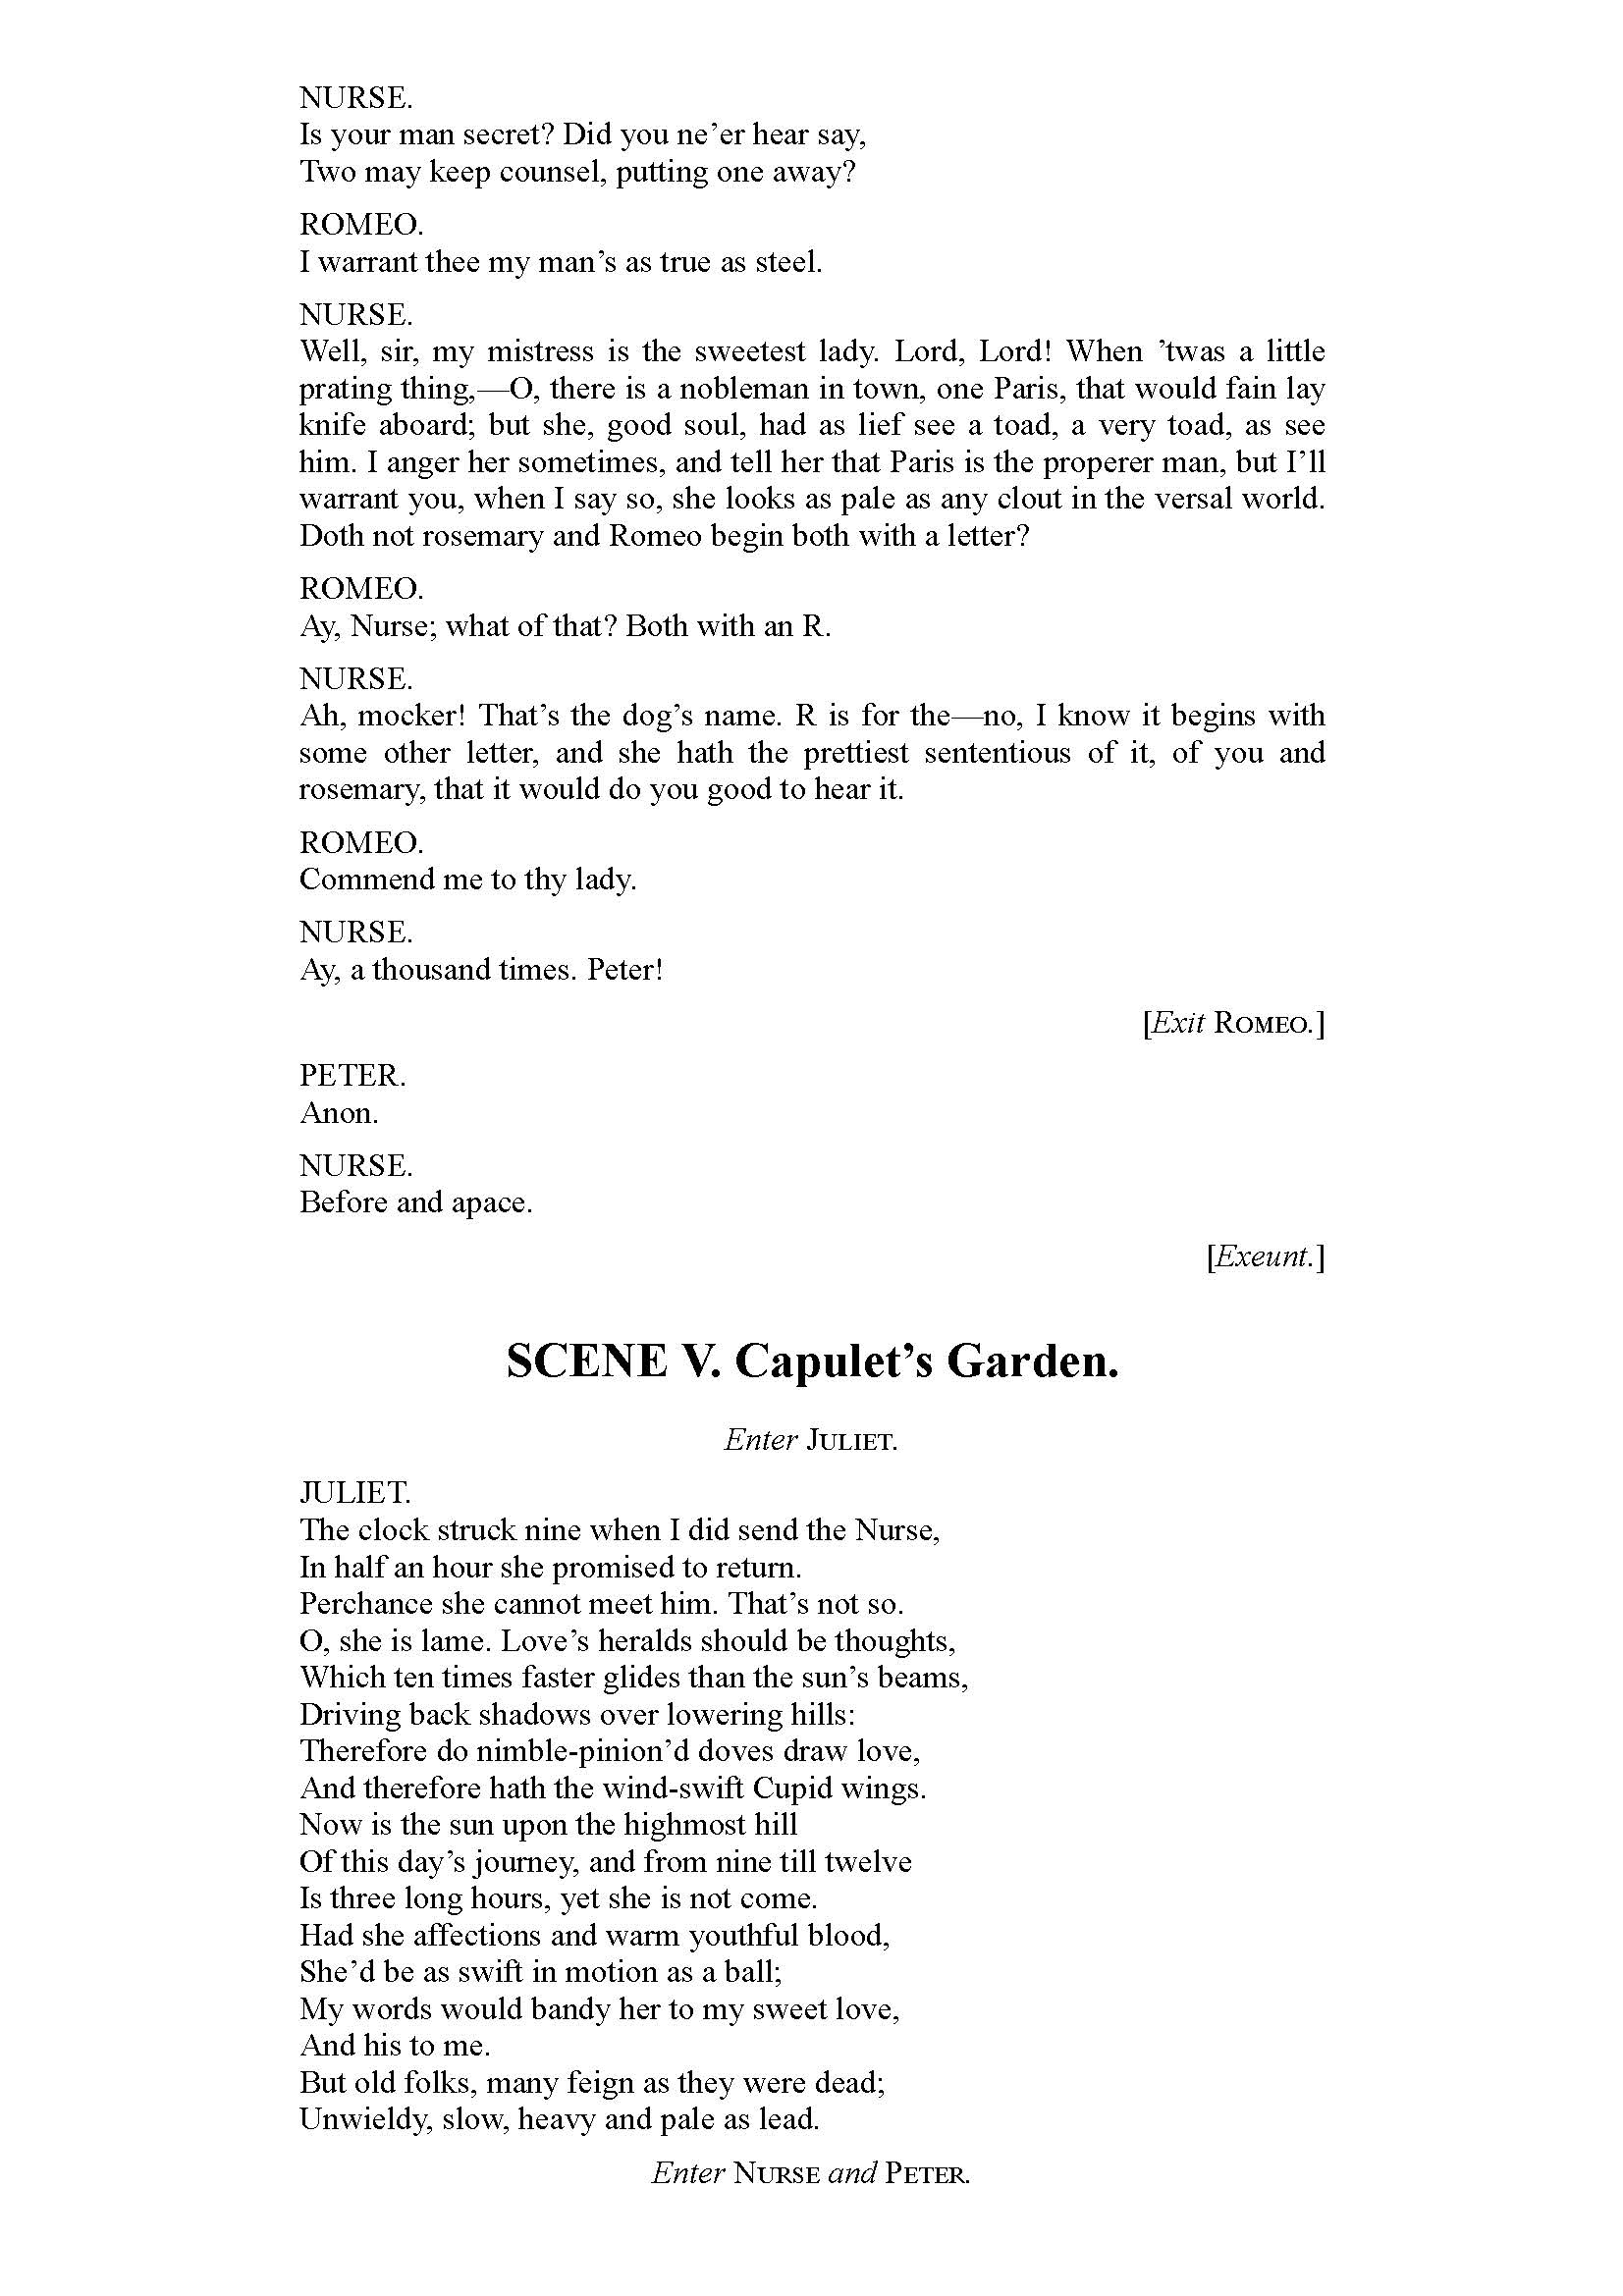 NURSE.
Is your man secret? Did you ne’er hear say,
Two may keep counsel, putting one away?
ROMEO.
I warrant thee my man’s as true as steel.
NURSE.
Well, sir, my mistress is the sweetest lady. Lord, Lord! When ’twas a little
prating thing,—O, there is a nobleman in town, one Paris, that would fain lay
knife aboard; but she, good soul, had as lief see a toad, a very toad, as see
him. I anger her sometimes, and tell her that Paris is the properer man, but I’ll
warrant you, when I say so, she looks as pale as any clout in the versal world.
Doth not rosemary and Romeo begin both with a letter?
ROMEO.
Ay, Nurse; what of that? Both with an R.
NURSE.
Ah, mocker! That’s the dog’s name. R is for the—no, I know it begins with
some other letter, and she hath the prettiest sententious of it, of you and
rosemary, that it would do you good to hear it.
ROMEO.
Commend me to thy lady.
NURSE.
Ay, a thousand times. Peter!
[Exit ROMEO.]
PETER.
Anon.
NURSE.
Before and apace.
[Exeunt.]
SCENE V. Capulet’s Garden.
Enter JULIET.
JULIET.
The clock struck nine when I did send the Nurse,
In half an hour she promised to return.
Perchance she cannot meet him. That’s not so.
O, she is lame. Love’s heralds should be thoughts,
Which ten times faster glides than the sun’s beams,
Driving back shadows over lowering hills:
Therefore do nimble-pinion’d doves draw love,
And therefore hath the wind-swift Cupid wings.
Now is the sun upon the highmost hill
Of this day’s journey, and from nine till twelve
Is three long hours, yet she is not come.
Had she affections and warm youthful blood,
She’d be as swift in motion as a ball;
My words would bandy her to my sweet love,
And his to me.
But old folks, many feign as they were dead;
Unwieldy, slow, heavy and pale as lead.
Enter NURSE and PETER.